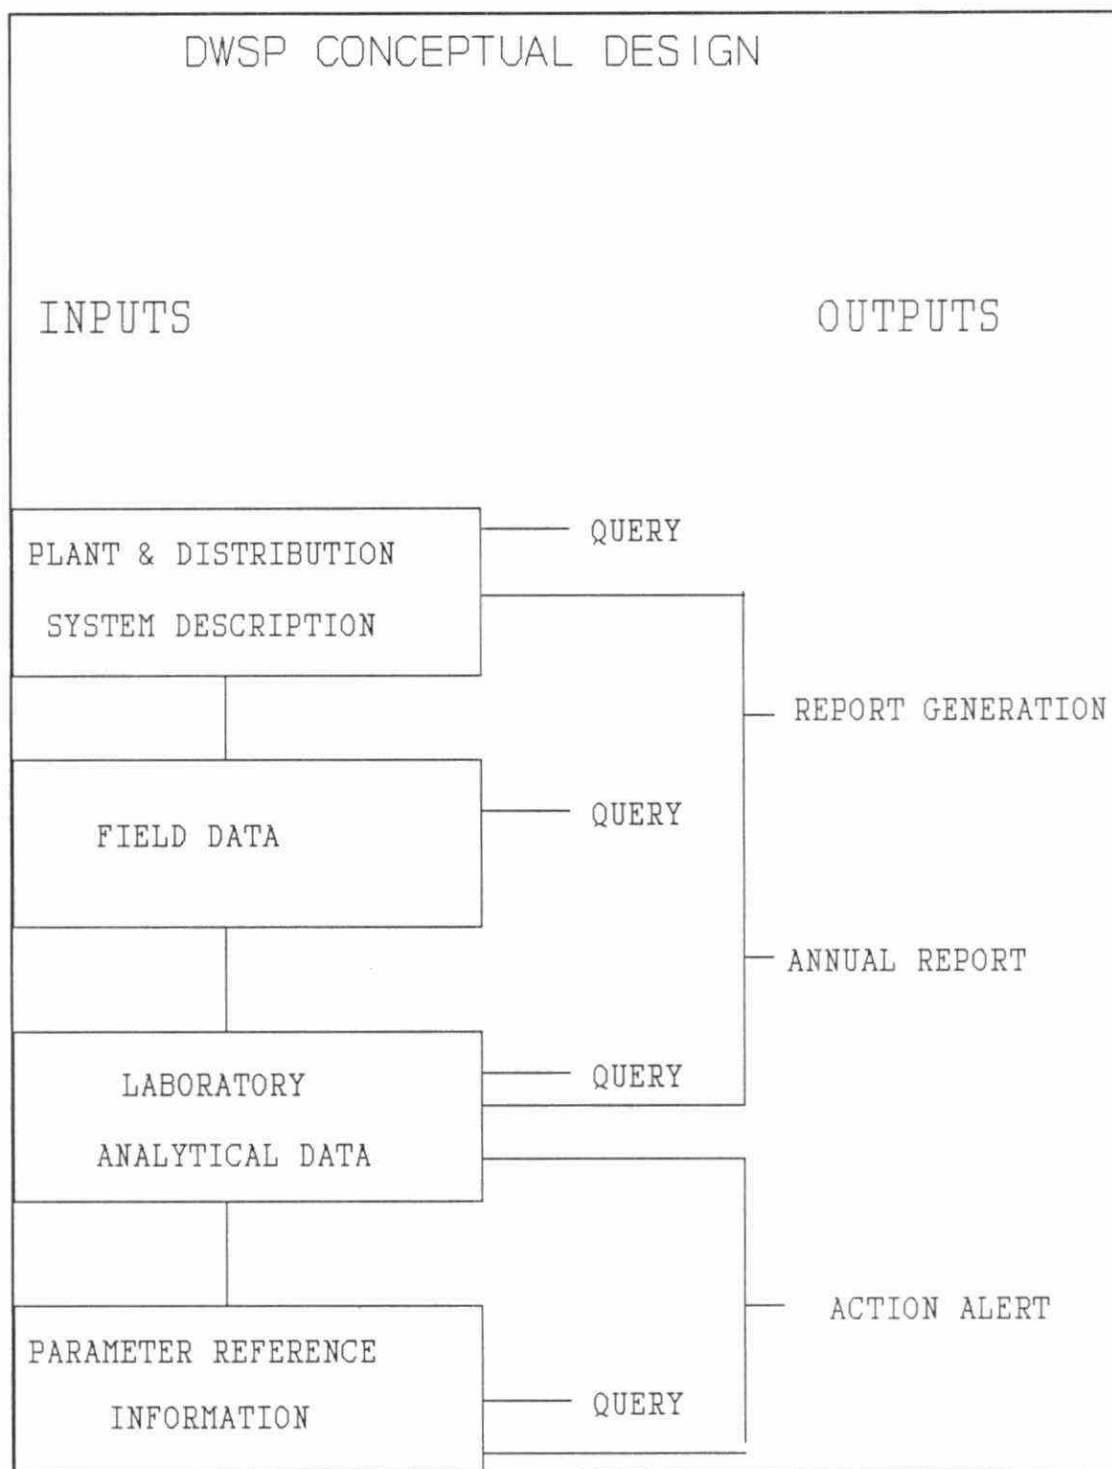 DWSP CONCEPTUAL DESIGN
INPUTS
OUTPUTS
QUERY
PLANT & DISTRIBUTION
SYSTEM DESCRIPTION
REPORT GENERATION
QUERY
FIELD DATA
ANNUAL REPORT
QUERY
LABORATORY
ANALYTICAL DATA
ACTION ALERT
PARAMETER REFERENCE
QUERY
INFORMATION